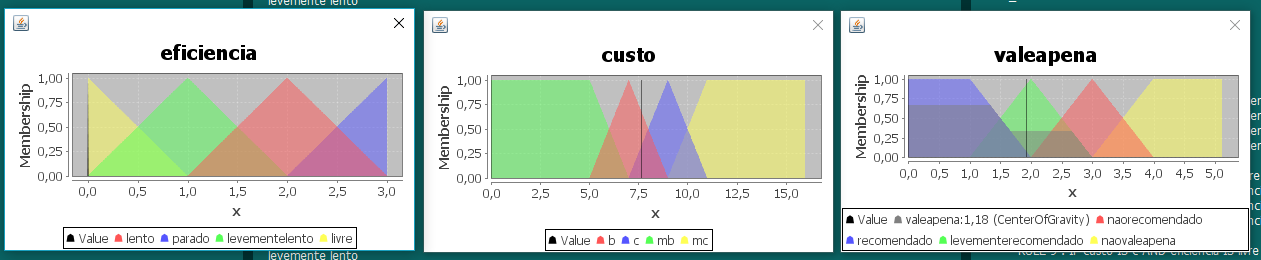 levemente lento
eficiencia
1,00
0,75
0,50
0,25
0,00
Membership
0,0 0,5 1,0 1,5 2,0 2,5 3,0
x
Value lento parado levementelento livre
levemente lento
custo
1,00
0,75
0,50
0,25
0,00
Membership
0,0 2,5 5,0 7,5 10,0 12,5 15,0
x
Value b c mb mc
valeapena
1,00
0,75
0,50
0,25
0,00
Membership
0,0 0,5 1,0 1,5 2,0 2,5 3,0 3,5 4,0 4,5 5,0
x
Value valeapena:1,18 (CenterOfGravity) naorecomendado
recomendado levementerecomendado naovaleapena